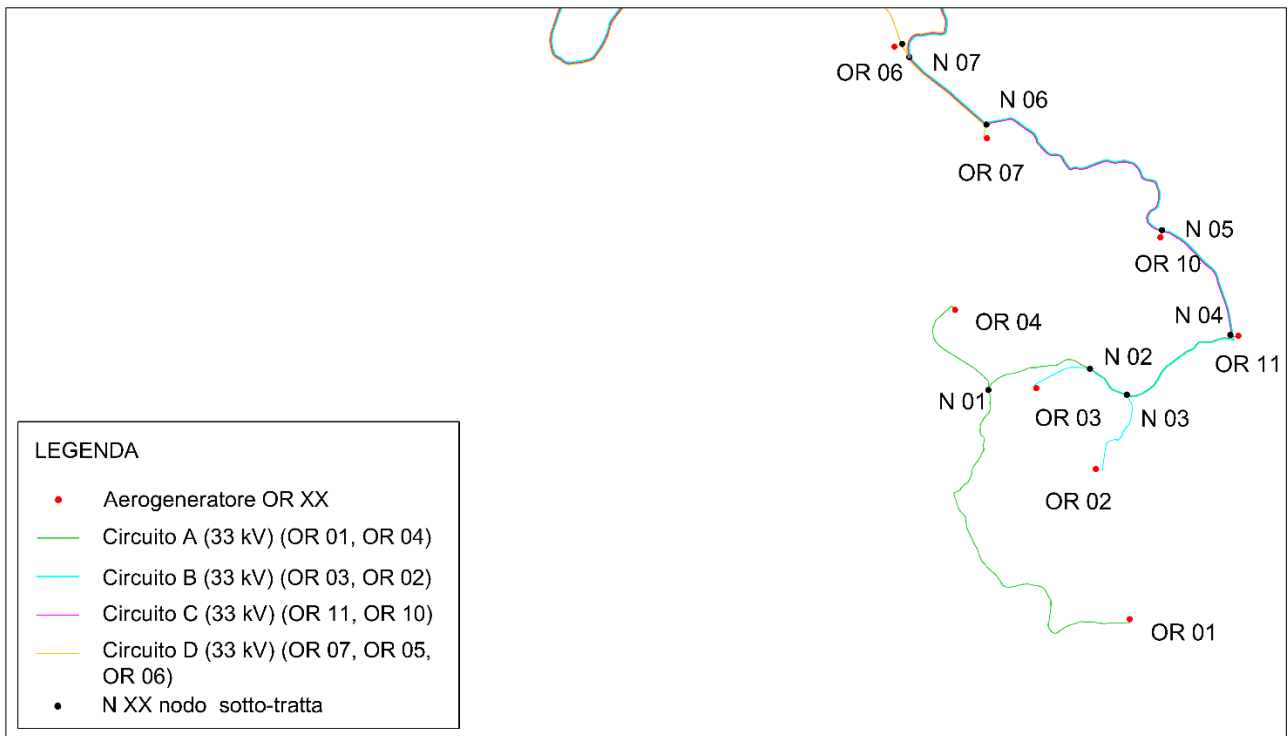 N 07
OR 06
N 06
OR 07
N 05
OR 10
N 04
OR 04
OR 11
N 02
N 01
OR 03
N 03
OR 02
OR 01
LEGENDA
Aerogeneratore OR XX
Circuito A (33 kV) (OR 01, OR 04)
Circuito B (33 kV) (OR 03, OR 02)
Circuito C (33 kV) (OR 11, OR 10)
Circuito D (33 kV) (OR 07, OR 05,
OR 06)
N XX nodo sotto-tratta